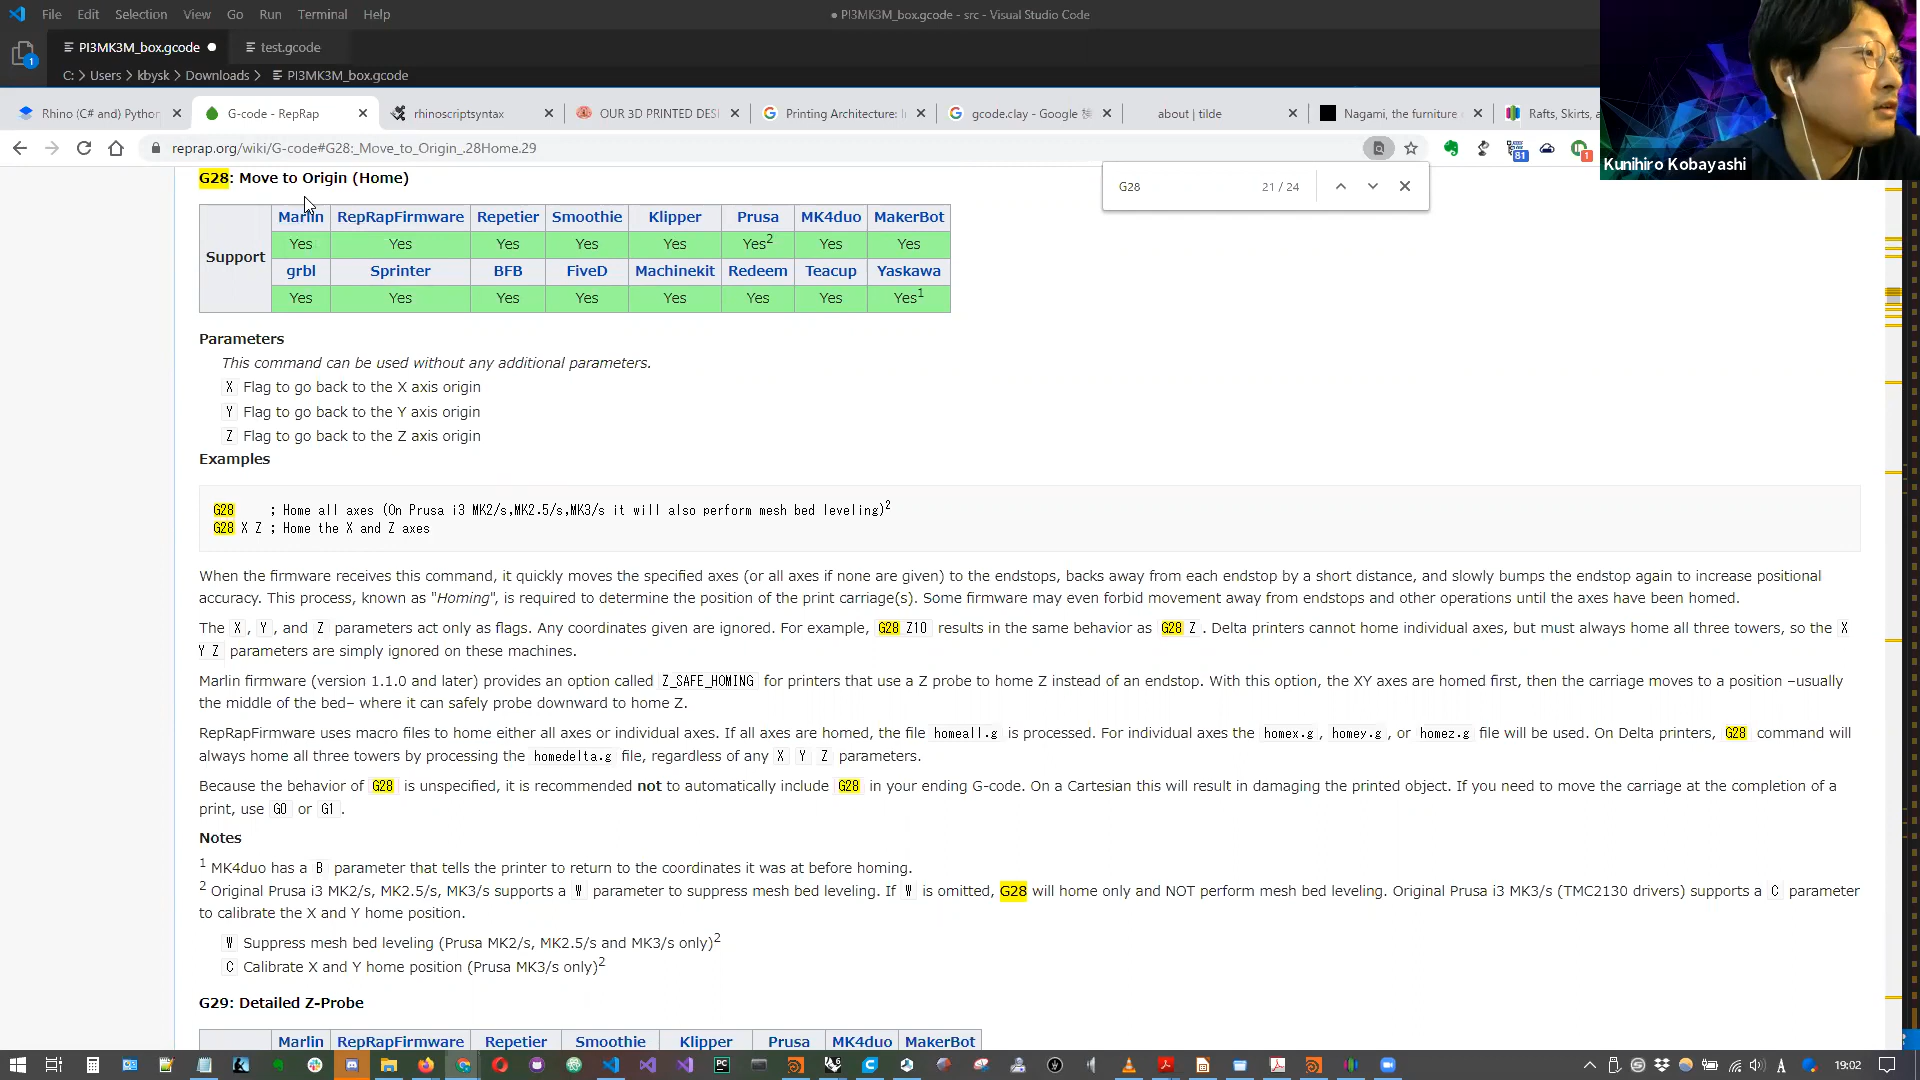 File Edit Selection View Go Run Terminal Help
● PI3MK3M_box.gcode - src - Visual Studio Code
PI3MK3M_box.gcode ●
test.gcode
C: > Users > kbysk > Downloads > PI3MK3M_box.gcode
Rhino (C# and) Python
G-code - RepRap
rhinoscriptsyntax
OUR 3D PRINTED DESI
Printing Architecture: I
gcode.clay - Google 検
about | tilde
Nagami, the furniture
Rafts, Skirts, a
Kunihiro Kobayashi
reprap.org/wiki/G-code#G28:_Move_to_Origin_.28Home.29
81
1
G28 21 / 24
G28: Move to Origin (Home)
Support Marlin RepRapFirmware Repetier Smoothie Klipper Prusa MK4duo MakerBot
Yes Yes Yes Yes Yes Yes2 Yes Yes
grbl Sprinter BFB FiveD Machinekit Redeem Teacup Yaskawa
Yes Yes Yes Yes Yes Yes Yes Yes1
Parameters
This command can be used without any additional parameters.
X Flag to go back to the X axis origin
Y Flag to go back to the Y axis origin
Z Flag to go back to the Z axis origin
Examples
G28 ; Home all axes (On Prusa i3 MK2/s,MK2.5/s,MK3/s it will also perform mesh bed leveling)2
G28 X Z ; Home the X and Z axes
When the firmware receives this command, it quickly moves the specified axes (or all axes if none are given) to the endstops, backs away from each endstop by a short distance, and slowly bumps the endstop again to increase positional
accuracy. This process, known as "Homing", is required to determine the position of the print carriage(s). Some firmware may even forbid movement away from endstops and other operations until the axes have been homed.
The X , Y , and Z parameters act only as flags. Any coordinates given are ignored. For example, G28 Z10 results in the same behavior as G28 Z . Delta printers cannot home individual axes, but must always home all three towers, so the X
Y Z parameters are simply ignored on these machines.
Marlin firmware (version 1.1.0 and later) provides an option called Z_SAFE_HOMING for printers that use a Z probe to home Z instead of an endstop. With this option, the XY axes are homed first, then the carriage moves to a position –usually
the middle of the bed– where it can safely probe downward to home Z.
RepRapFirmware uses macro files to home either all axes or individual axes. If all axes are homed, the file homeall.g is processed. For individual axes the homex.g , homey.g , or homez.g file will be used. On Delta printers, G28 command will
always home all three towers by processing the homedelta.g file, regardless of any X Y Z parameters.
Because the behavior of G28 is unspecified, it is recommended not to automatically include G28 in your ending G-code. On a Cartesian this will result in damaging the printed object. If you need to move the carriage at the completion of a
print, use G0 or G1 .
Notes
1 MK4duo has a B parameter that tells the printer to return to the coordinates it was at before homing.
2 Original Prusa i3 MK2/s, MK2.5/s, MK3/s supports a W parameter to suppress mesh bed leveling. If W is omitted, G28 will home only and NOT perform mesh bed leveling. Original Prusa i3 MK3/s (TMC2130 drivers) supports a C parameter
to calibrate the X and Y home position.
W Suppress mesh bed leveling (Prusa MK2/s, MK2.5/s and MK3/s only)2
C Calibrate X and Y home position (Prusa MK3/s only)2
G29: Detailed Z-Probe
Marlin RepRapFirmware Repetier Smoothie Klipper Prusa MK4duo MakerBot
A 19:02